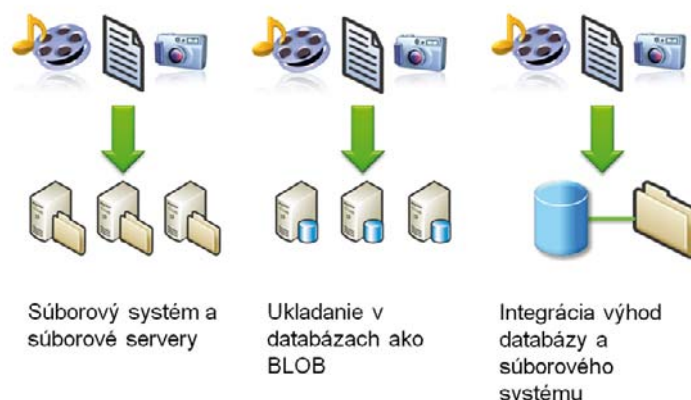 Súborový systém a
súborové servery
Ukladanie v
databázach ako
BLOB
Integrácia výhod
databázy a
súborového
systému